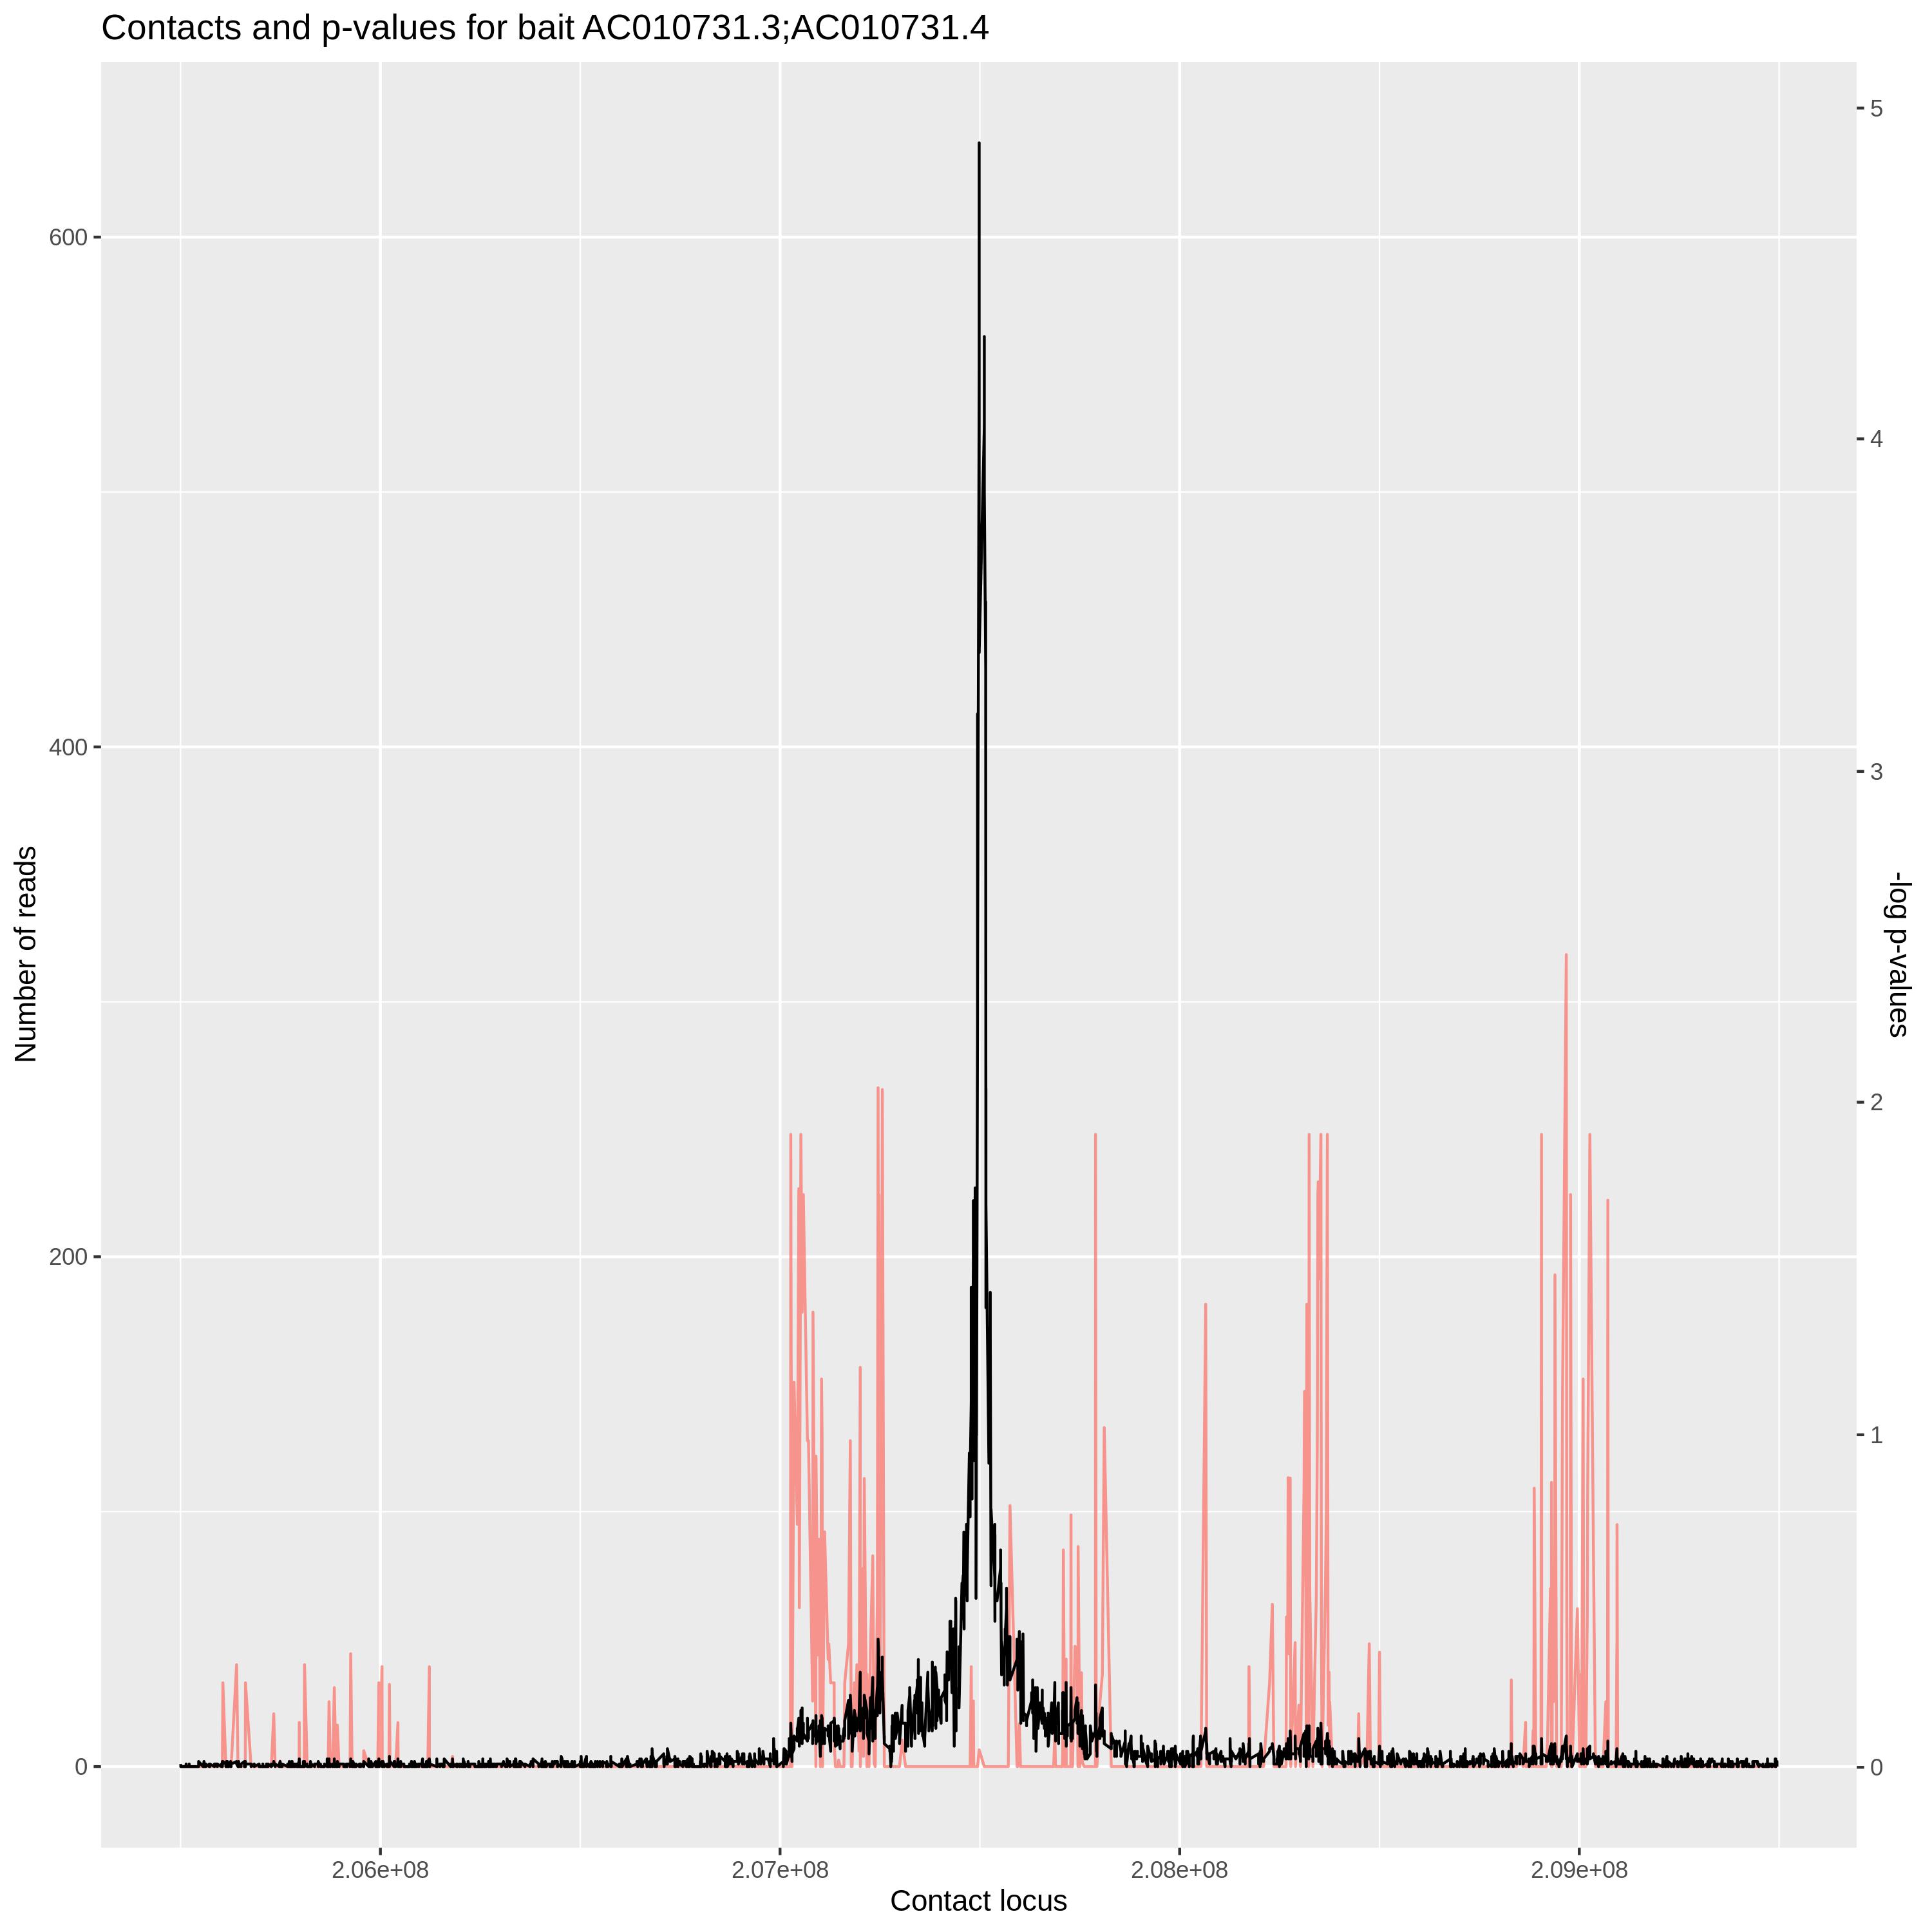 Contacts and p-values for bait AC010731.3;AC010731.4
Number of reads
600
400
200
0
5
4
3
2
1
0
-log p-values
2.06e+08
2.07e+08
2.08e+08
2.09e+08
Contact locus